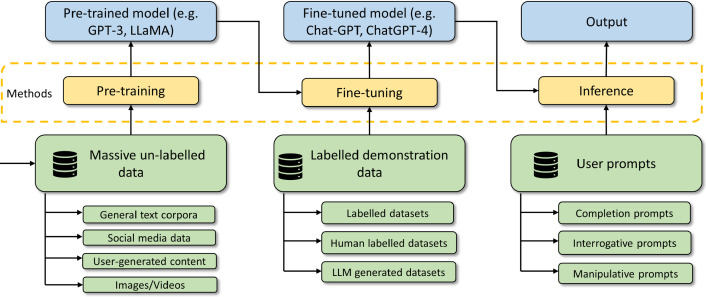 Pre-trained model (e.g.
GPT-3, LLaMA)
Fine-tuned model (e.g.
Chat-GPT, ChatGPT-4)
Output
Methods
Pre-training
Fine-tuning
Inference
Massive un-labelled
data
Labelled demonstration
data
User prompts
General text corpora
Social media data
User-generated content
Images/Videos
Labelled datasets
Human labelled datasets
LLM generated datasets
Completion prompts
Interrogative prompts
Manipulative prompts